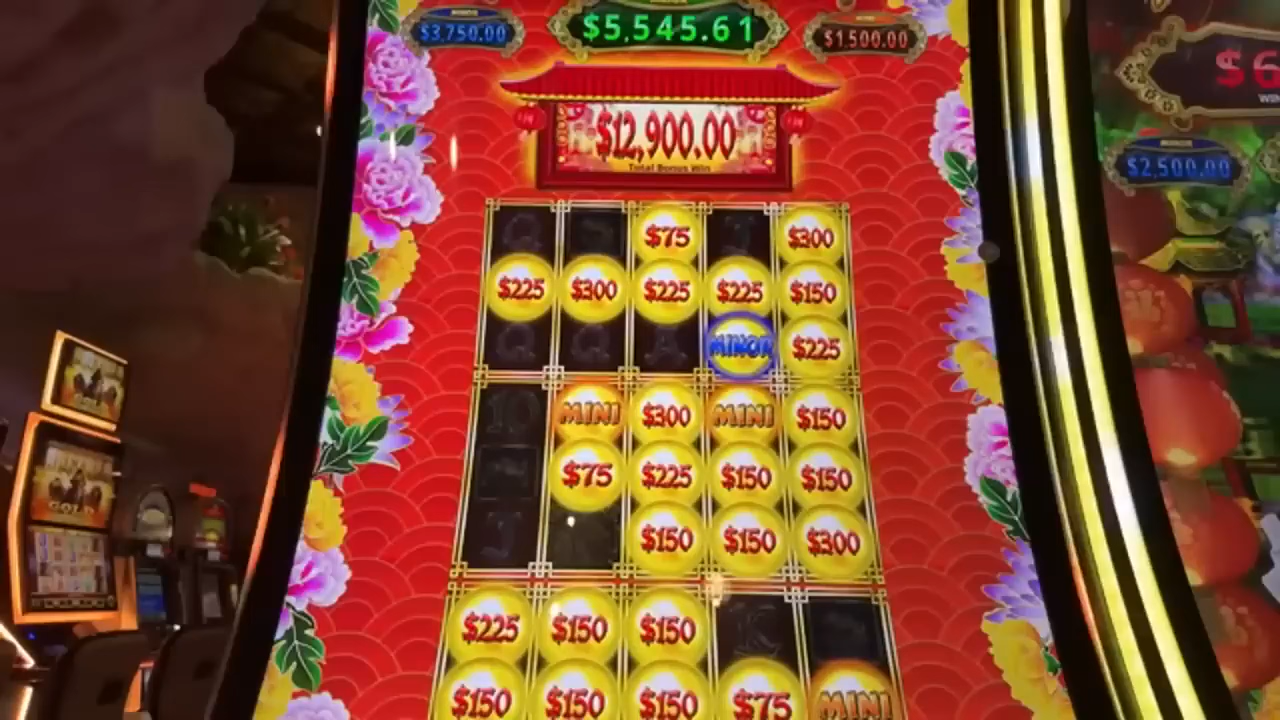 $3,750.00 $5,545.61 $1,500.00
$12,900.00
Total Bonus Win
$2,500.00
$75 $300
$225 $300 $225 $225 $150
Q Q A MINOR $225
10 MINI $300 MINI $150
$75 $225 $150 $150
J $150 $150 $300
$225 $150 $150 K
$150 $150 $150 $75 MINI
GOLD